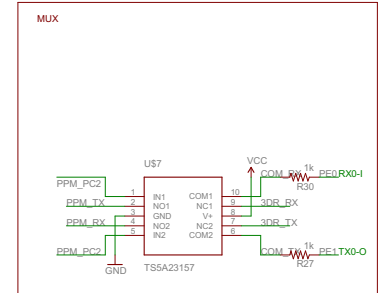 MUX
U$7
VCC
PPM_PC2 1 IN1 COM1 10 COM_RX 1k PE0 RX0-I
R30
PPM_TX 2 NO1 NC1 9 3DR_RX
3 GND V+ 8
PPM_RX 4 NO2 NC2 7 3DR_TX
PPM_PC2 5 IN2 COM2 6 COM_TX 1k PE1 TX0-O
R27
GND
TS5A23157